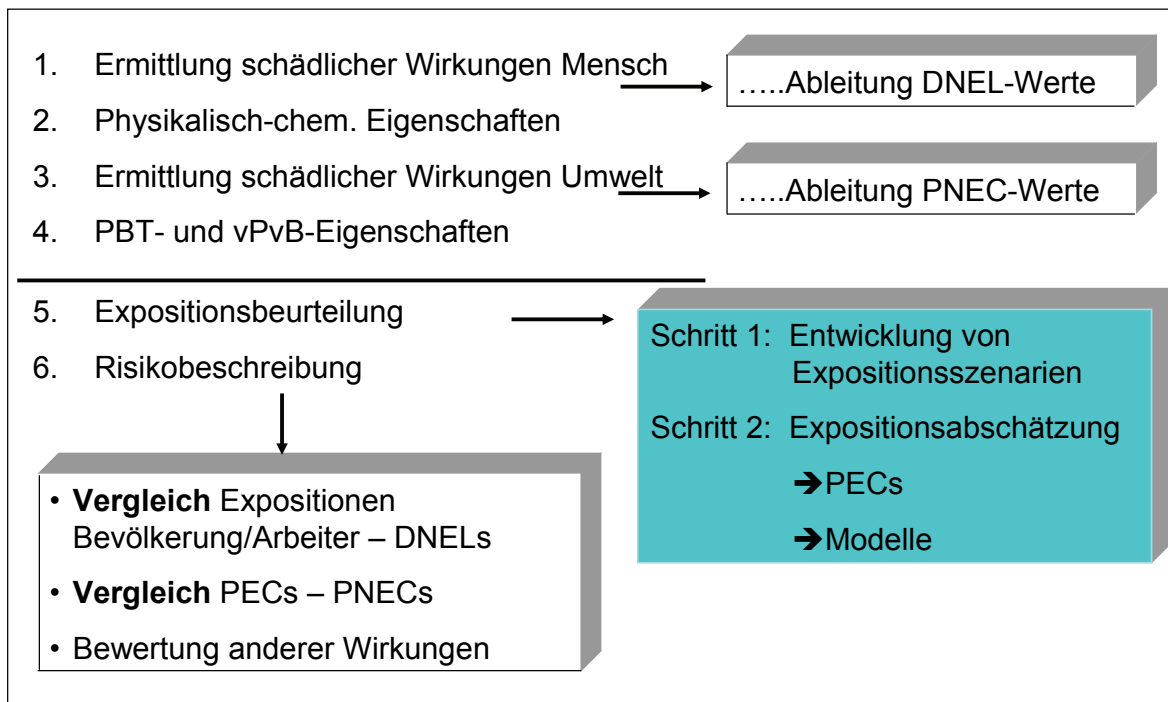 1. Ermittlung schädlicher Wirkungen Mensch
…..Ableitung DNEL-Werte
2. Physikalisch-chem. Eigenschaften
3. Ermittlung schädlicher Wirkungen Umwelt
…..Ableitung PNEC-Werte
4. PBT- und vPvB-Eigenschaften
5. Expositionsbeurteilung
6. Risikobeschreibung
Schritt 1: Entwicklung von
Expositionsszenarien
Schritt 2: Expositionsabschätzung
➔PECs
➔Modelle
• Vergleich Expositionen
Bevölkerung/Arbeiter – DNELs
• Vergleich PECs – PNECs
• Bewertung anderer Wirkungen